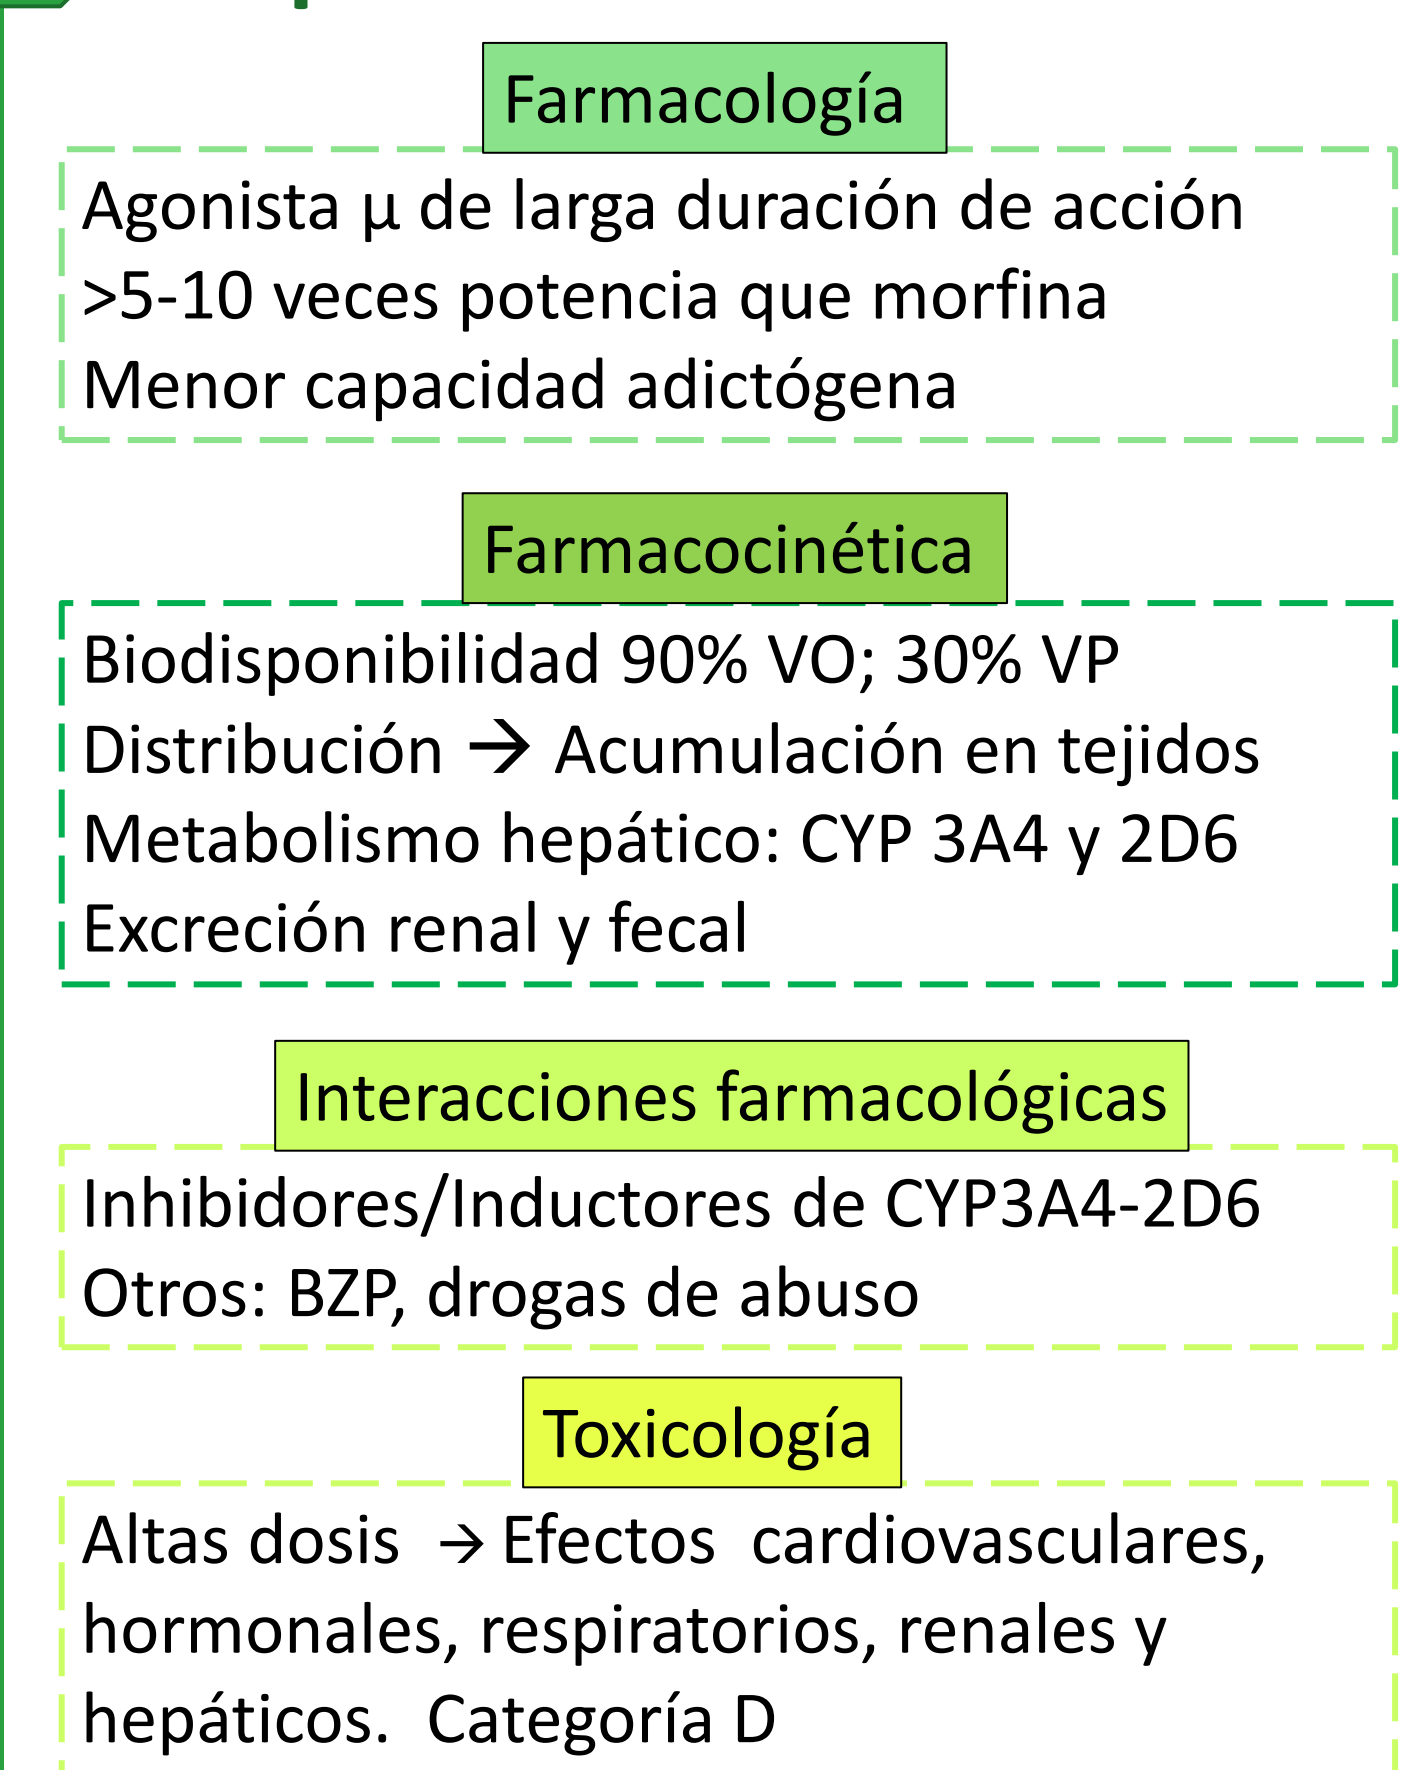 Farmacología
Agonista µ de larga duración de acción
>5-10 veces potencia que morfina
Menor capacidad adictógena
Farmacocinética
Biodisponibilidad 90% VO; 30% VP
Distribución → Acumulación en tejidos
Metabolismo hepático: CYP 3A4 y 2D6
Excreción renal y fecal
Interacciones farmacológicas
Inhibidores/Inductores de CYP3A4-2D6
Otros: BZP, drogas de abuso
Toxicología
Altas dosis → Efectos cardiovasculares,
hormonales, respiratorios, renales y
hepáticos. Categoría D